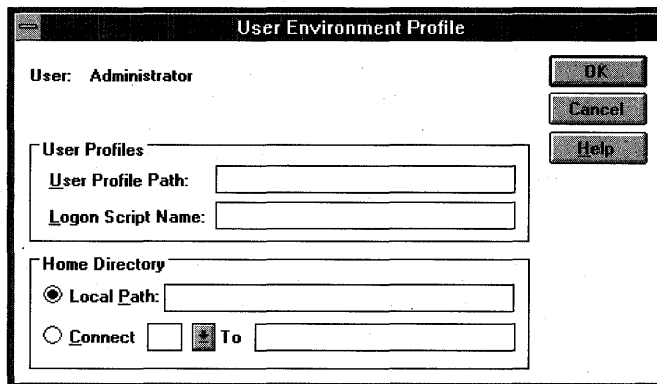 User Environment Profile
User: Administrator
OK
Cancel
Help
User Profiles
User Profile Path:
Logon Script Name:
Home Directory
Local Path:
Connect To